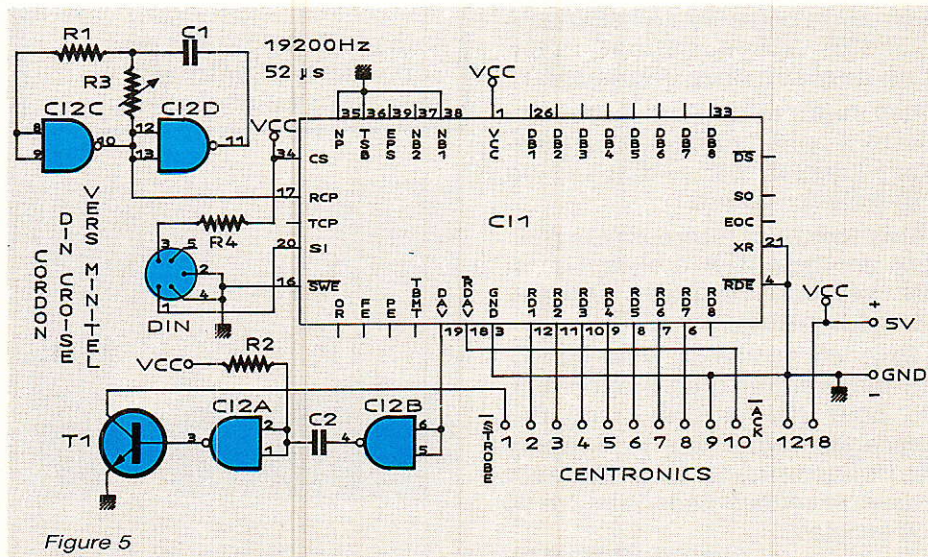 R1
C1
R3
CI2C
CI2D
8
9
10
12
13
11
19200Hz
52 µs
VCC
35 36 39 37 38
NP
TSB
EPS
NB2
NB1
VCC
1
VCC
26
33
DB1
DB2
DB3
DB4
DB5
DB6
DB7
DB8
34
CS
17
RCP
TCP
20
SI
16
SWE
CI1
DS
SO
EOC
XR
21
RDE
4
OR
FE
PE
TBMT
DAV
RDAV
GND
RD1
RD2
RD3
RD4
RD5
RD6
RD7
RD8
19 18 3 12 11 10 9 8 7 6
VERS MINITEL
DIN CROISE
CORDON
R4
3
5
2
4
1
DIN
VCC
R2
CI2A
C2
CI2B
T1
3
2
1
4
6
5
VCC
+
5V
GND
-
STROBE
ACK
1 2 3 4 5 6 7 8 9 10 12 18
CENTRONICS
Figure 5